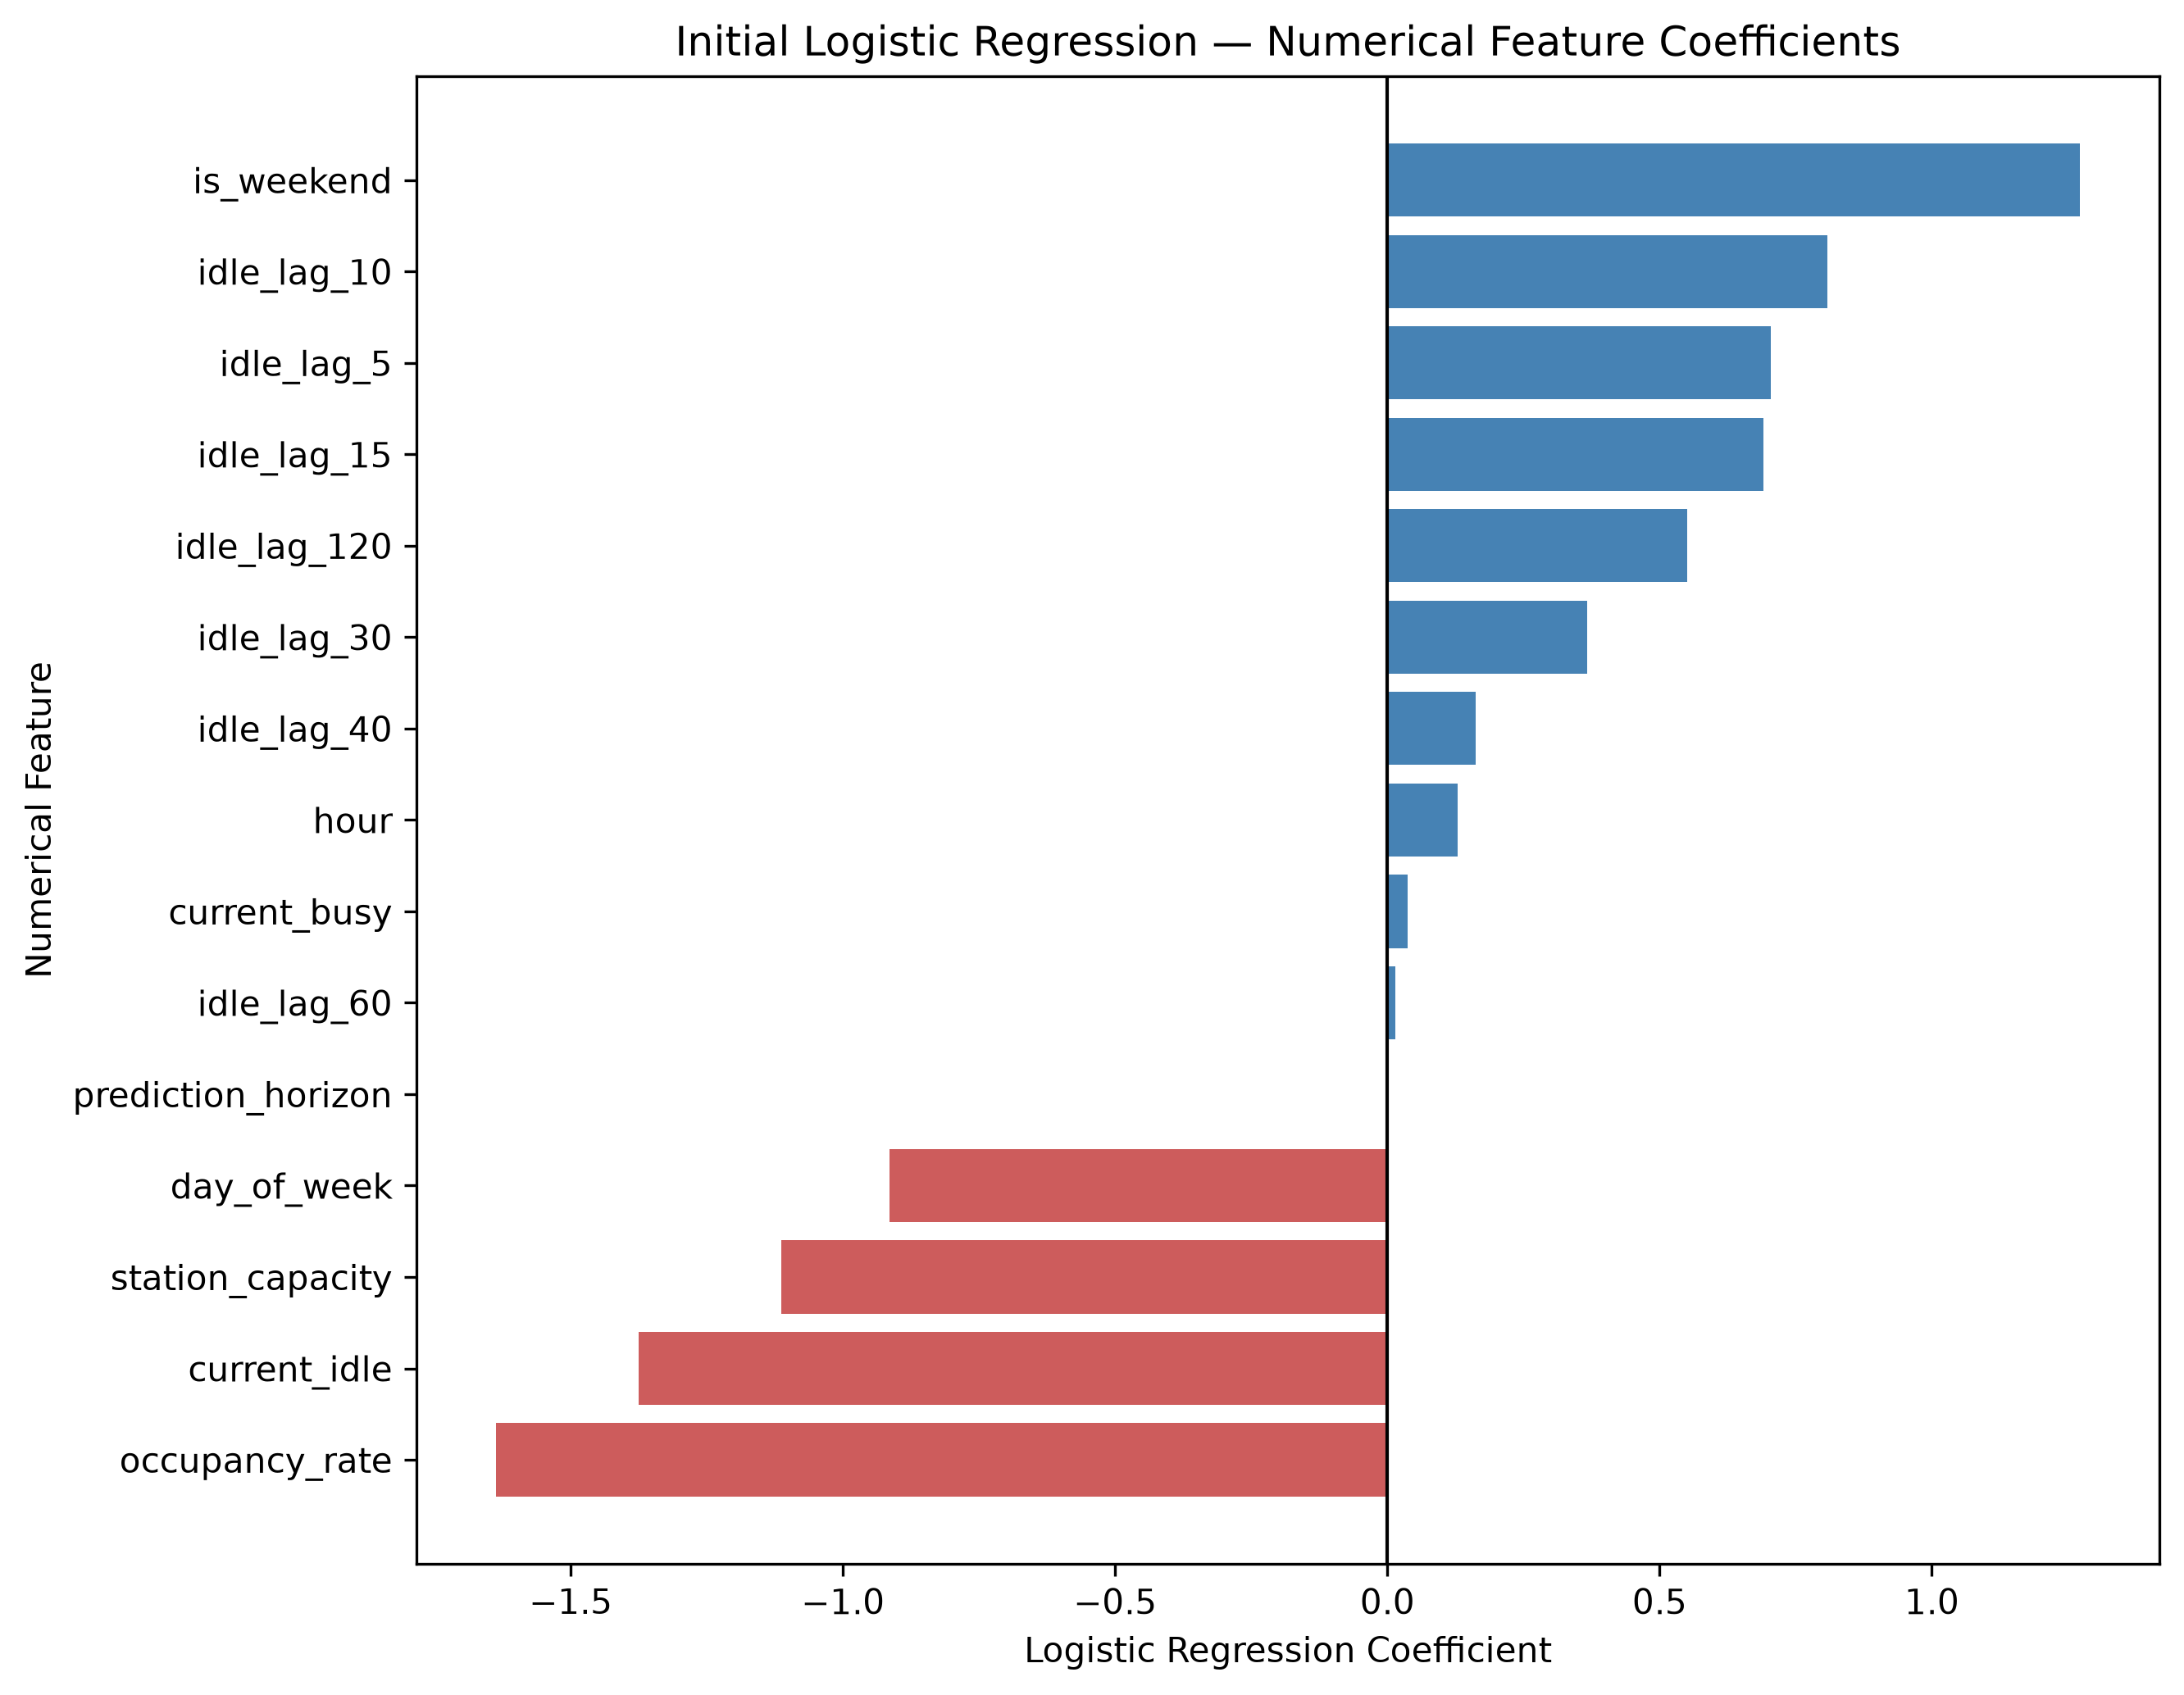 Initial Logistic Regression — Numerical Feature Coefficients
Numerical Feature
is_weekend
idle_lag_10
idle_lag_5
idle_lag_15
idle_lag_120
idle_lag_30
idle_lag_40
hour
current_busy
idle_lag_60
prediction_horizon
day_of_week
station_capacity
current_idle
occupancy_rate
−1.5 −1.0 −0.5 0.0 0.5 1.0
Logistic Regression Coefficient